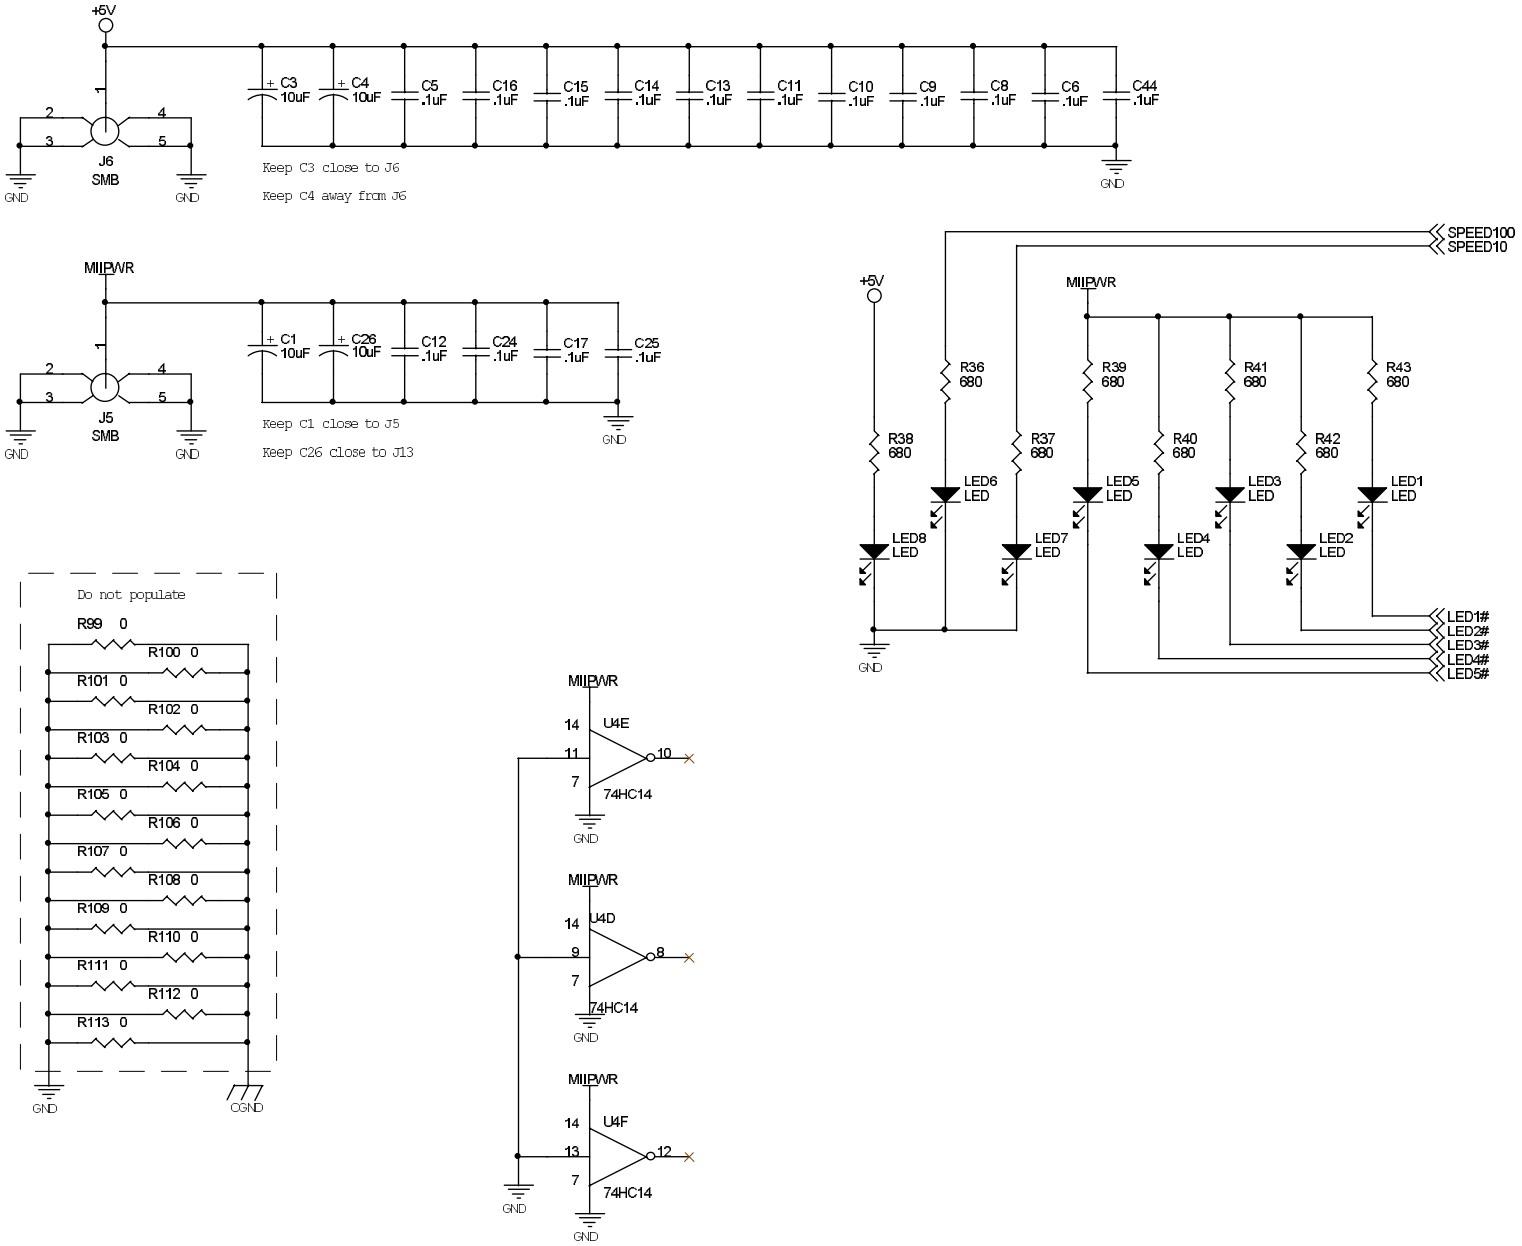 +5V
1
2
3
4
5
J6
SMB
GND
GND
+ C3
10uF
+ C4
10uF
C5
.1uF
C16
.1uF
C15
.1uF
C14
.1uF
C13
.1uF
C11
.1uF
C10
.1uF
C9
.1uF
C8
.1uF
C6
.1uF
C44
.1uF
GND
Keep C3 close to J6
Keep C4 away from J6
MIIPWR
1
2
3
4
5
J5
SMB
GND
GND
+ C1
10uF
+ C26
10uF
C12
.1uF
C24
.1uF
C17
.1uF
C25
.1uF
GND
Keep C1 close to J5
Keep C26 close to J13
SPEED100
SPEED10
+5V
MIIPWR
R36
680
R39
680
R41
680
R43
680
R38
680
R37
680
R40
680
R42
680
LED6
LED
LED5
LED
LED3
LED
LED1
LED
LED8
LED
LED7
LED
LED4
LED
LED2
LED
GND
LED1#
LED2#
LED3#
LED4#
LED5#
Do not populate
R99 0
R100 0
R101 0
R102 0
R103 0
R104 0
R105 0
R106 0
R107 0
R108 0
R109 0
R110 0
R111 0
R112 0
R113 0
GND
CGND
MIIPWR
14
U4E
11
10
7
74HC14
GND
MIIPWR
14
U4D
9
8
7
74HC14
GND
MIIPWR
14
U4F
13
12
7
74HC14
GND
GND